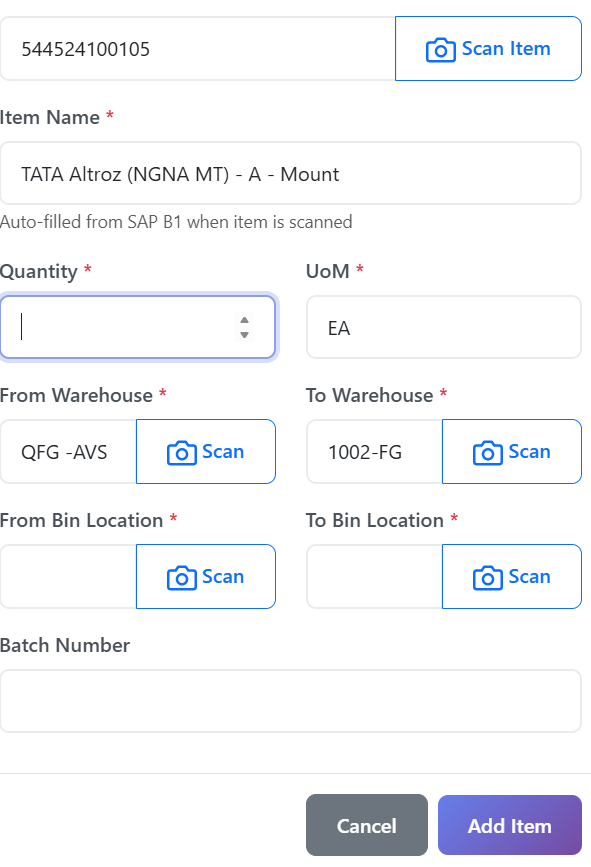 544524100105
Scan Item
Item Name *
TATA Altroz (NGNA MT) - A - Mount
Auto-filled from SAP B1 when item is scanned
Quantity * UoM *
EA
From Warehouse * To Warehouse *
QFG -AVS Scan 1002-FG Scan
From Bin Location * To Bin Location *
Scan Scan
Batch Number
Cancel Add Item